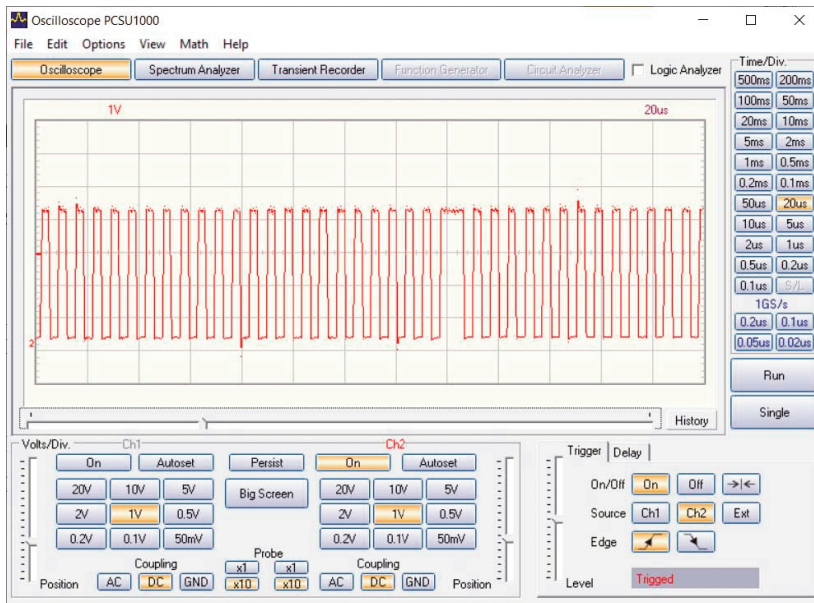 Oscilloscope PCSU1000
File Edit Options View Math Help
Oscilloscope Spectrum Analyzer Transient Recorder Function Generator Circuit Analyzer Logic Analyzer
1V 20us
2
History
Time/Div.
500ms 200ms
100ms 50ms
20ms 10ms
5ms 2ms
1ms 0.5ms
0.2ms 0.1ms
50us 20us
10us 5us
2us 1us
0.5us 0.2us
0.1us S/L
1GS/s
0.2us 0.1us
0.05us 0.02us
Run
Single
Volts/Div. Ch1 Ch2
On Autoset Persist On Autoset
20V 10V 5V Big Screen 20V 10V 5V
2V 1V 0.5V 2V 1V 0.5V
0.2V 0.1V 50mV 0.2V 0.1V 50mV
Coupling Probe Coupling
x1 x1
Position AC DC GND x10 x10 AC DC GND Position
Trigger Delay
On/Off On Off
Source Ch1 Ch2 Ext
Edge
Level Trigged